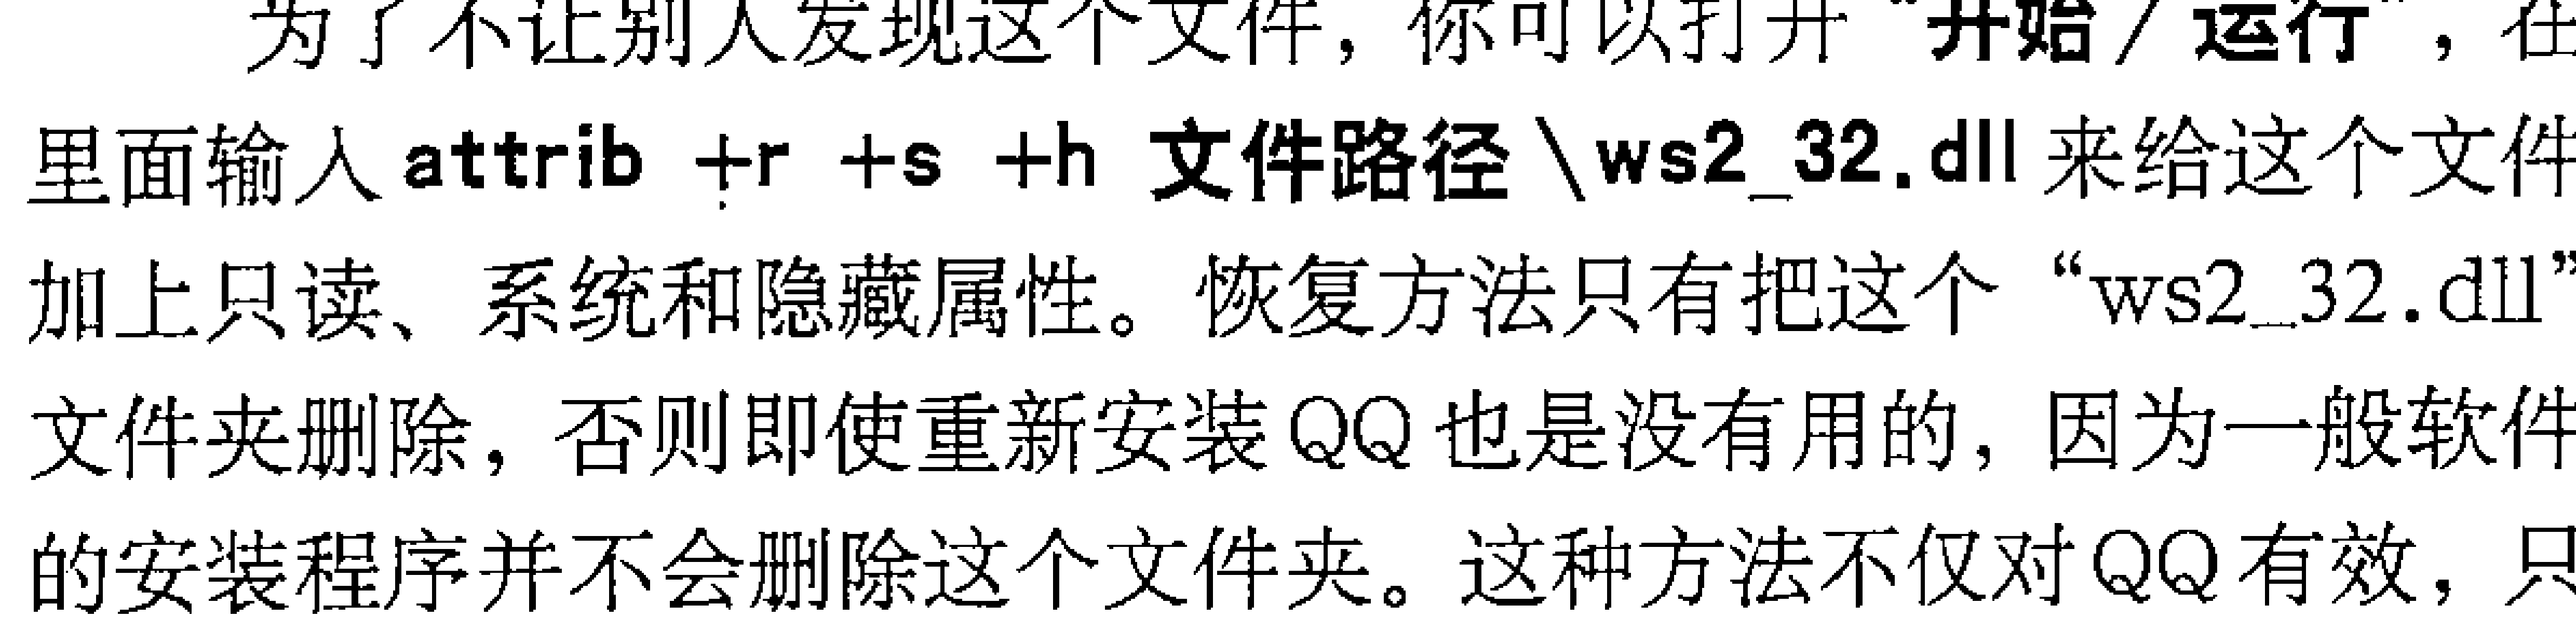 为了不让别人发现这个文件，你可以打开“开始/运行”，在
里面输入 attrib +r +s +h 文件路径\ws2_32.dll 来给这个文件
加上只读、系统和隐藏属性。恢复方法只有把这个“ws2_32.dll”
文件夹删除，否则即使重新安装QQ也是没有用的，因为一般软件
的安装程序并不会删除这个文件夹。这种方法不仅对QQ有效，只